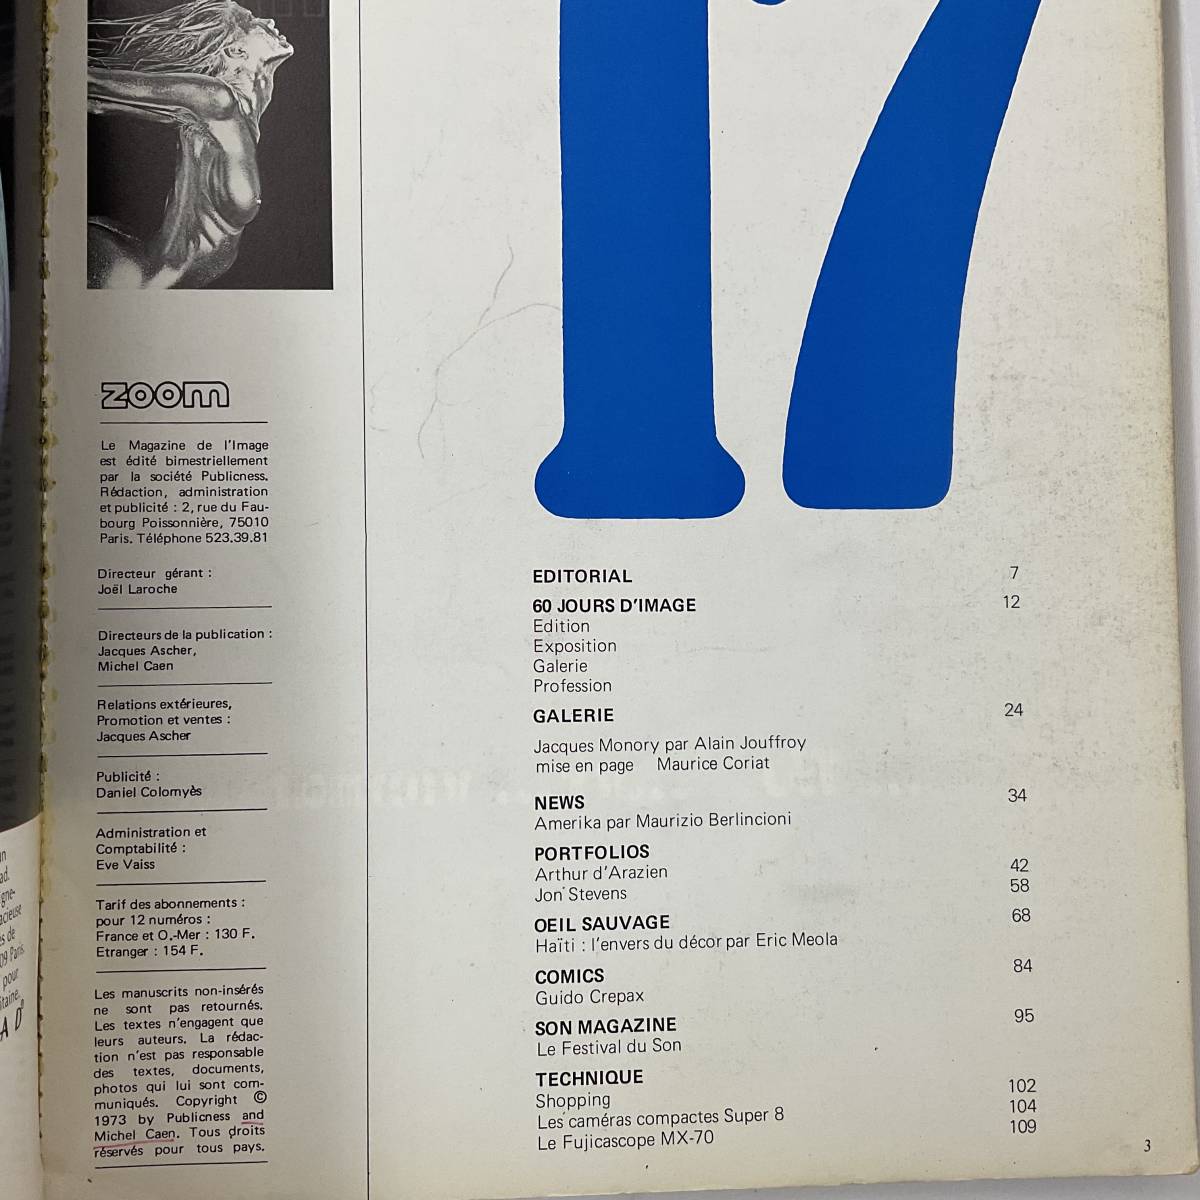 17
zoom
Le Magazine de l'Image
est édité bimestriellement
par la société Publicness.
Rédaction, administration
et publicité : 2, rue du Fau-
bourg Poissonnière, 75010
Paris. Téléphone 523.39.81
Directeur gérant :
Joël Laroche
Directeurs de la publication :
Jacques Ascher,
Michel Caen
Relations extérieures,
Promotion et ventes :
Jacques Ascher
Publicité :
Daniel Colomyès
Administration et
Comptabilité :
Eve Vaiss
Tarif des abonnements :
pour 12 numéros :
France et O.-Mer : 130 F.
Etranger : 154 F.
Les manuscrits non-insérés
ne sont pas retournés.
Les textes n'engagent que
leurs auteurs. La rédac-
tion n'est pas responsable
des textes, documents,
photos qui lui sont com-
muniqués. Copyright ©
1973 by Publicness and
Michel Caen. Tous droits
réservés pour tous pays.
EDITORIAL 7
60 JOURS D'IMAGE 12
Edition
Exposition
Galerie
Profession
GALERIE 24
Jacques Monory par Alain Jouffroy
mise en page Maurice Coriat
NEWS 34
Amerika par Maurizio Berlincioni
PORTFOLIOS
Arthur d'Arazien 42
Jon Stevens 58
OEIL SAUVAGE 68
Haïti : l'envers du décor par Eric Meola
COMICS 84
Guido Crepax
SON MAGAZINE 95
Le Festival du Son
TECHNIQUE
Shopping 102
Les caméras compactes Super 8 104
Le Fujicascope MX-70 109
3